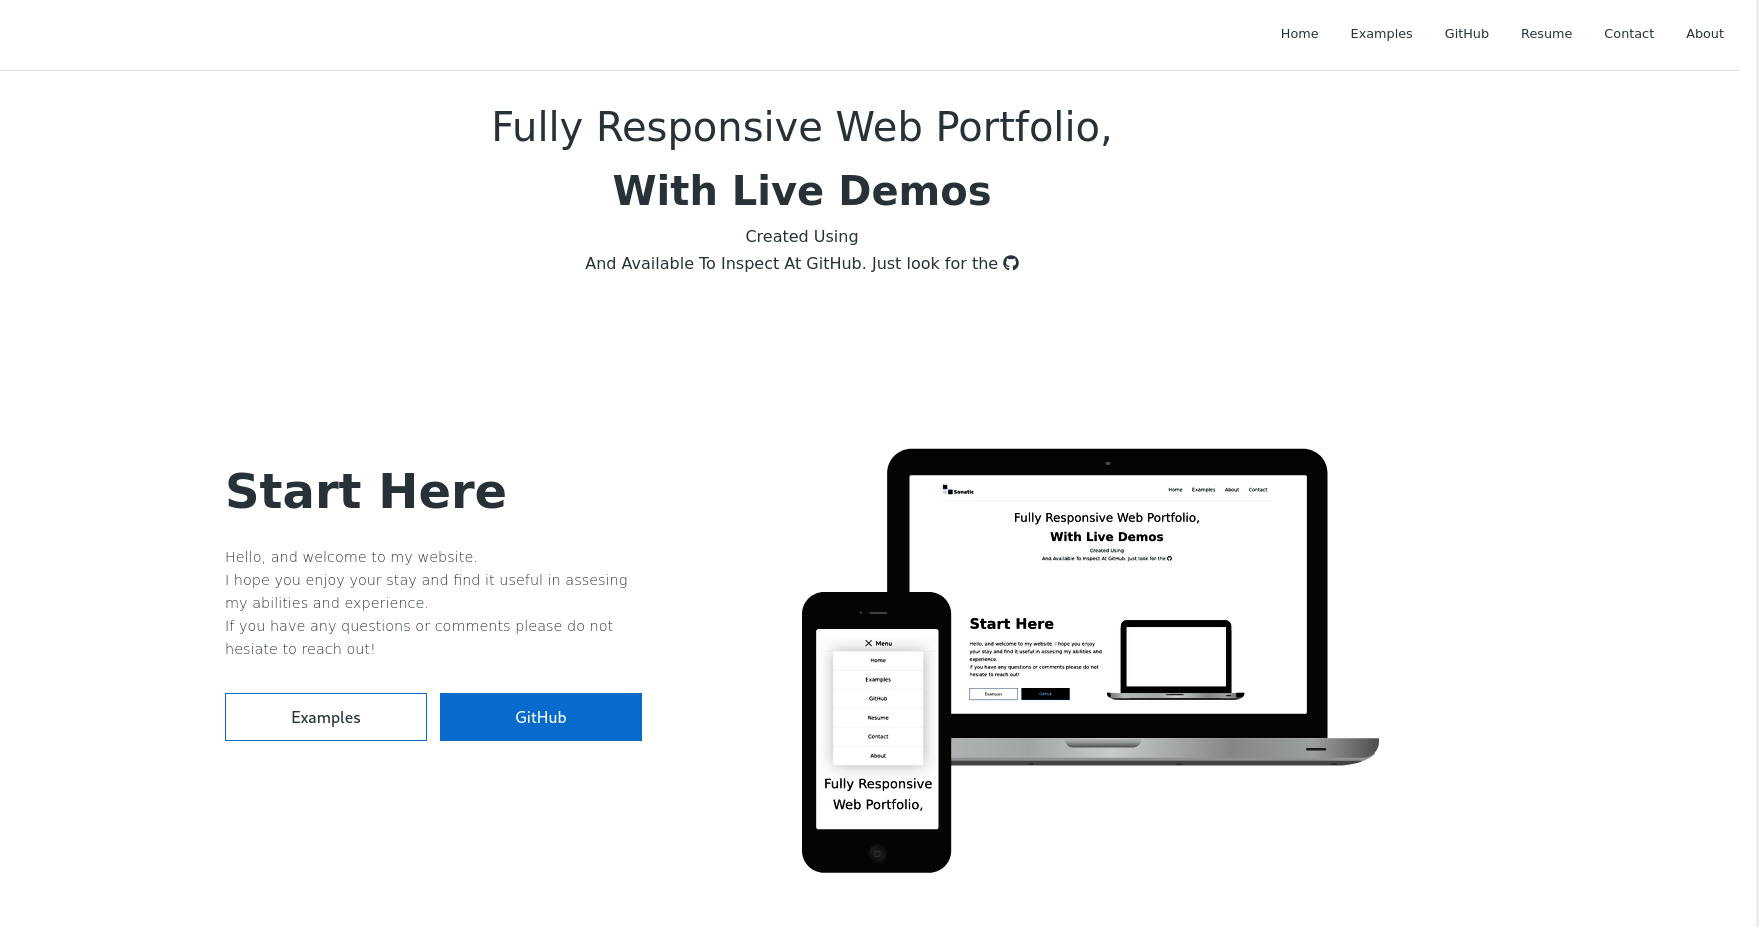 Home Examples GitHub Resume Contact About
Fully Responsive Web Portfolio,
With Live Demos
Created Using
And Available To Inspect At GitHub. Just look for the
Start Here
Hello, and welcome to my website.
I hope you enjoy your stay and find it useful in assesing
my abilities and experience.
If you have any questions or comments please do not
hesiate to reach out!
Examples GitHub
Sonatic
Home Examples About Contact
Fully Responsive Web Portfolio,
With Live Demos
Created Using
And Available To Inspect At GitHub. Just look for the
Start Here
Hello, and welcome to my website. I hope you enjoy
your stay and find it useful in assesing my abilities and
experience.
If you have any questions or comments please do not
hesiate to reach out!
Examples GitHub
Menu
Home
Examples
GitHub
Resume
Contact
About
Fully Responsive
Web Portfolio,